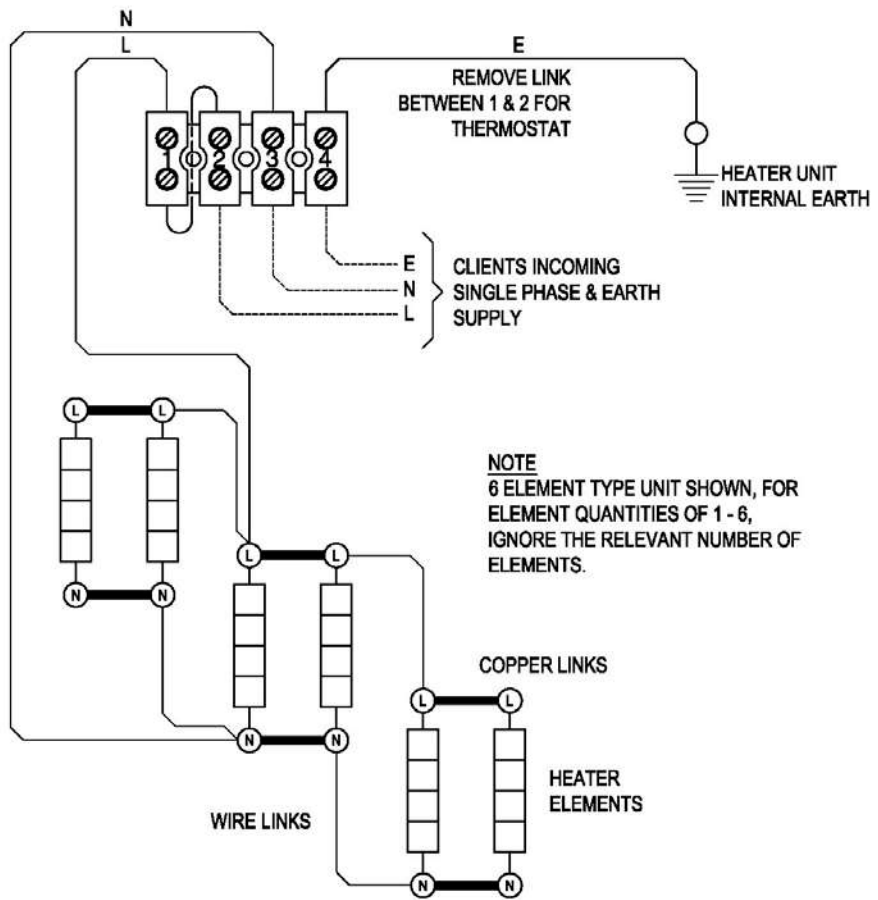 N
L
E
REMOVE LINK
BETWEEN 1 & 2 FOR
THERMOSTAT
1 2 3 4
HEATER UNIT
INTERNAL EARTH
E
N
L
CLIENTS INCOMING
SINGLE PHASE & EARTH
SUPPLY
L L
NOTE
6 ELEMENT TYPE UNIT SHOWN, FOR
ELEMENT QUANTITIES OF 1 - 6,
IGNORE THE RELEVANT NUMBER OF
ELEMENTS.
L L
N N
COPPER LINKS
L L
N N
HEATER
ELEMENTS
WIRE LINKS
N N